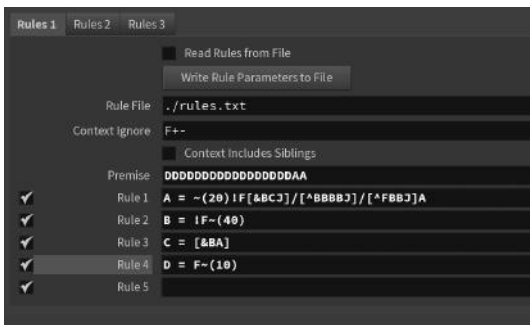 Rules 1 Rules 2 Rules 3
Read Rules from File
Write Rule Parameters to File
Rule File ./rules.txt
Context Ignore F+-
Context Includes Siblings
Premise DDDDDDDDDDDDDDDDDAA
Rule 1 A = ~(20)!F[&BCJ]/[^BBBBJ]/[^FBBJ]A
Rule 2 B = !F~(40)
Rule 3 C = [&BA]
Rule 4 D = F~(10)
Rule 5